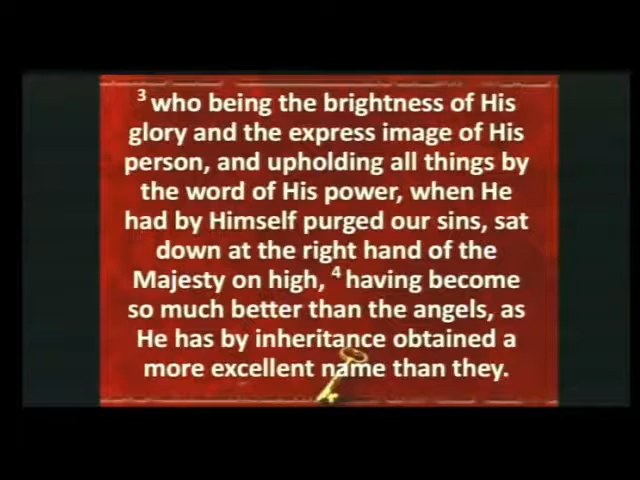 ³ who being the brightness of His
glory and the express image of His
person, and upholding all things by
the word of His power, when He
had by Himself purged our sins, sat
down at the right hand of the
Majesty on high, ⁴ having become
so much better than the angels, as
He has by inheritance obtained a
more excellent name than they.